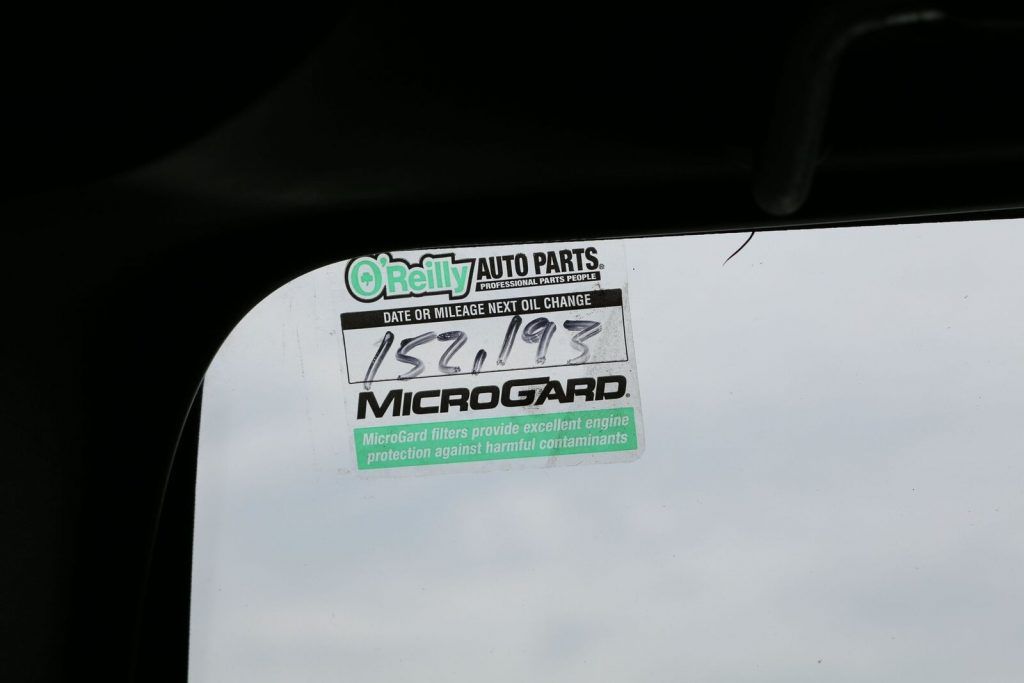 O'Reilly AUTO PARTS®
PROFESSIONAL PARTS PEOPLE
DATE OR MILEAGE NEXT OIL CHANGE
152,193
MICROGARD®
MicroGard filters provide excellent engine
protection against harmful contaminants